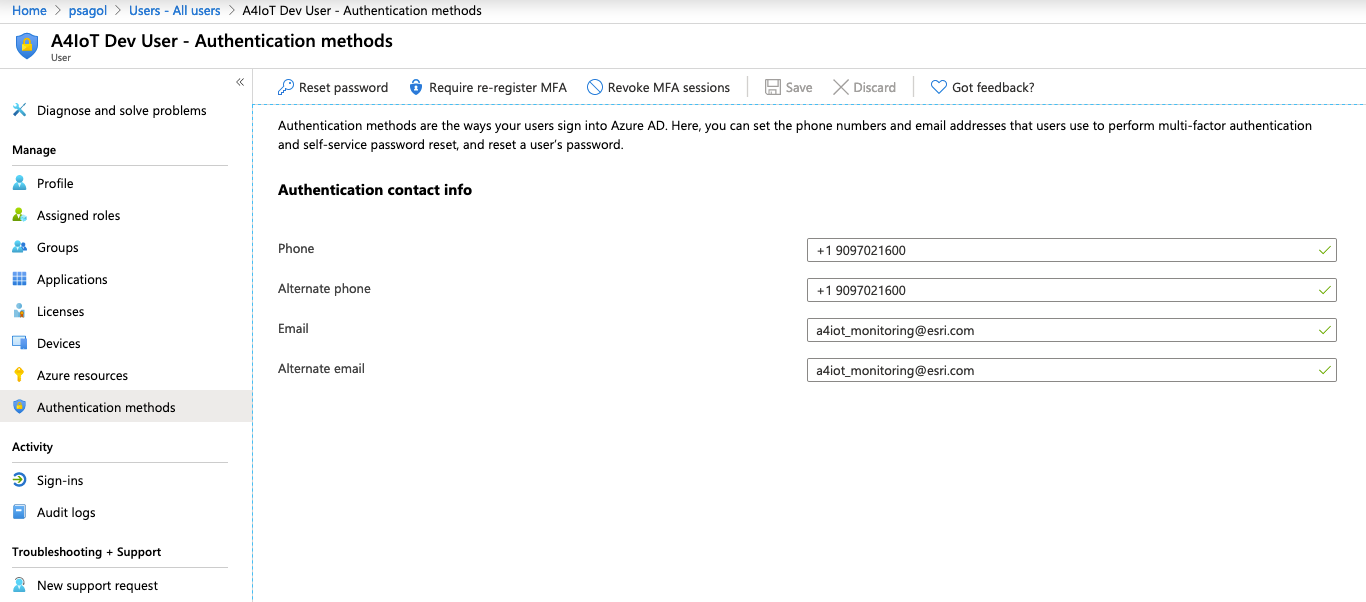 Home > psagol > Users - All users > A4IoT Dev User - Authentication methods
A4IoT Dev User - Authentication methods
User
«
Diagnose and solve problems
Manage
Profile
Assigned roles
Groups
Applications
Licenses
Devices
Azure resources
Authentication methods
Activity
Sign-ins
Audit logs
Troubleshooting + Support
New support request
Reset password Require re-register MFA Revoke MFA sessions Save Discard Got feedback?
Authentication methods are the ways your users sign into Azure AD. Here, you can set the phone numbers and email addresses that users use to perform multi-factor authentication
and self-service password reset, and reset a user's password.
Authentication contact info
Phone +1 9097021600
Alternate phone +1 9097021600
Email a4iot_monitoring@esri.com
Alternate email a4iot_monitoring@esri.com